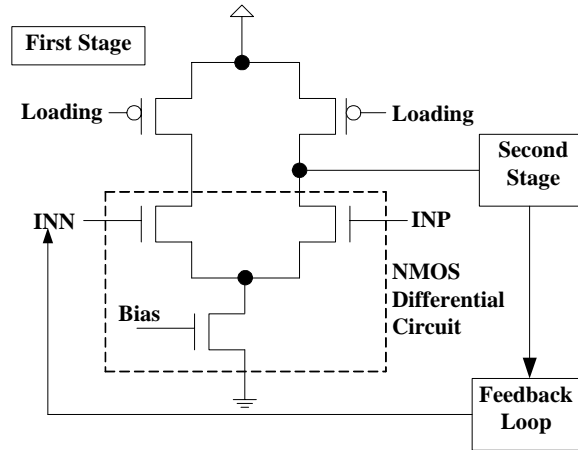 First Stage
Loading
Loading
Second
Stage
INN
INP
NMOS
Differential
Circuit
Bias
Feedback
Loop